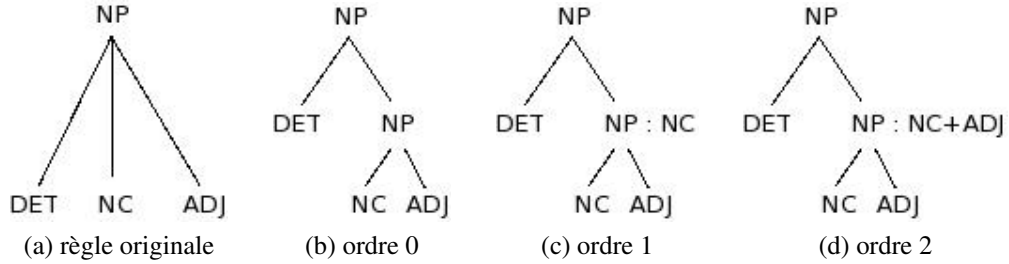 NP NP NP NP
DET NP DET NP : NC DET NP : NC+ADJ
DET NC ADJ NC ADJ NC ADJ NC ADJ
(a) règle originale (b) ordre 0 (c) ordre 1 (d) ordre 2